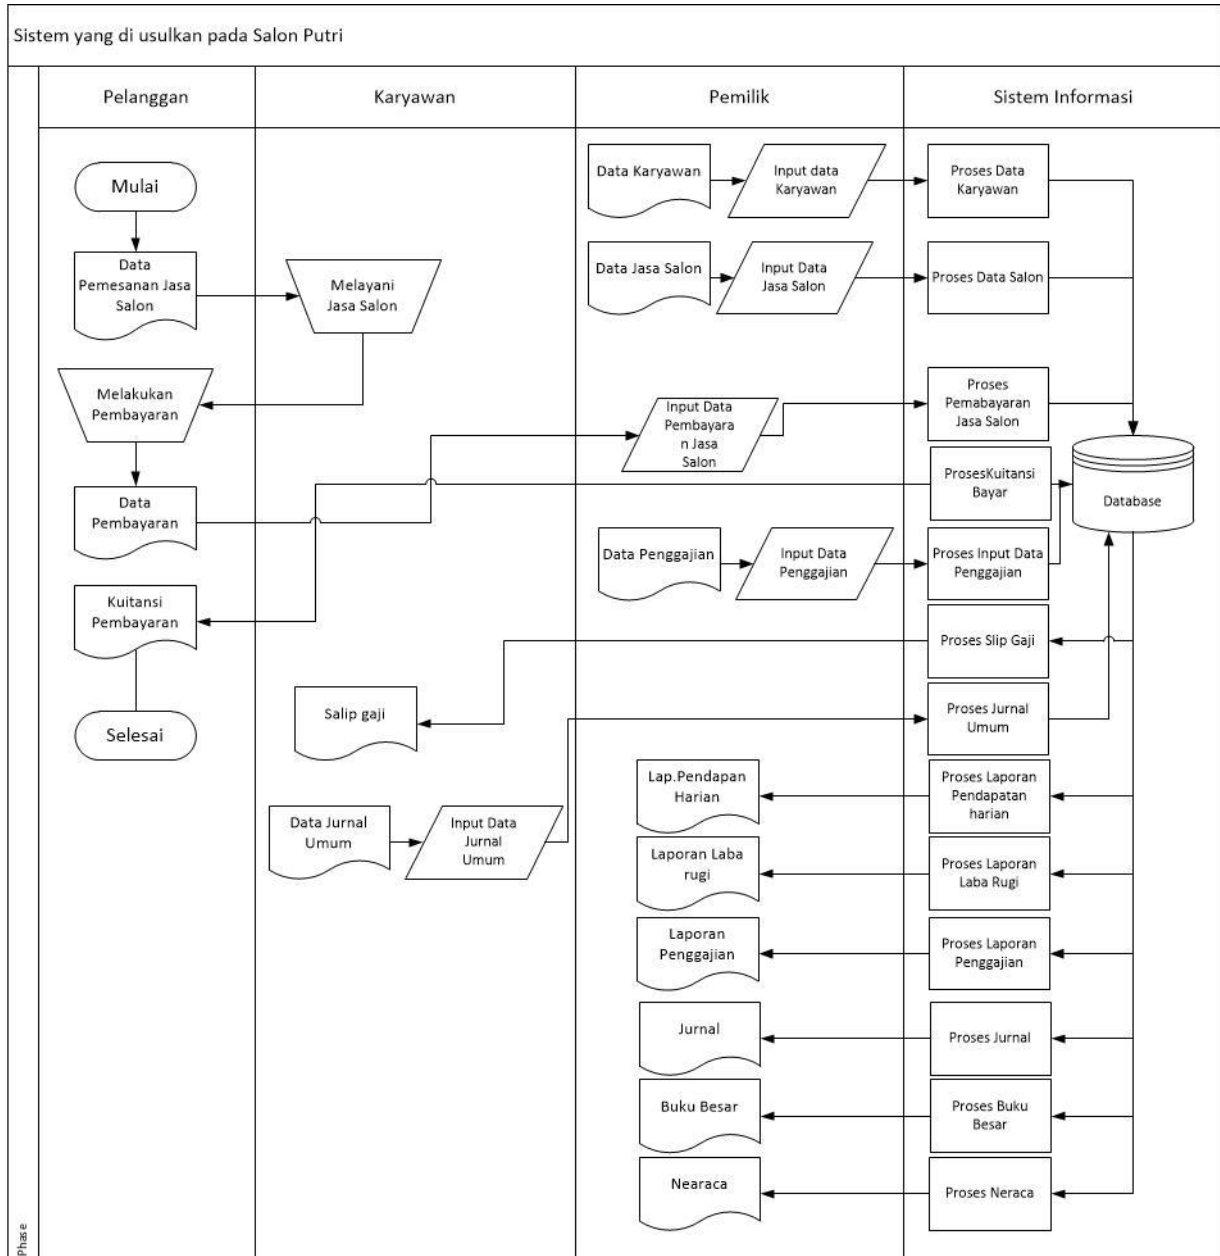 Sistem yang di usulkan pada Salon Putri
Pelanggan
Karyawan
Pemilik
Sistem Informasi
Mulai
Data
Pemesanan Jasa
Salon
Melakukan
Pembayaran
Data
Pembayaran
Kuitansi
Pembayaran
Selesai
Melayani
Jasa Salon
Salip gaji
Data Jurnal
Umum
Input Data
Jurnal
Umum
Data Karyawan
Input data
Karyawan
Data Jasa Salon
Input Data
Jasa Salon
Input Data
Pembayara
n Jasa
Salon
Data Penggajian
Input Data
Penggajian
Lap.Pendapan
Harian
Laporan Laba
rugi
Laporan
Penggajian
Jurnal
Buku Besar
Nearaca
Proses Data
Karyawan
Proses Data Salon
Proses
Pemabayaran
Jasa Salon
ProsesKuitansi
Bayar
Database
Proses Input Data
Penggajian
Proses Slip Gaji
Proses Jurnal
Umum
Proses Laporan
Pendapatan
harian
Proses Laporan
Laba Rugi
Proses Laporan
Penggajian
Proses Jurnal
Proses Buku
Besar
Proses Neraca
Phase